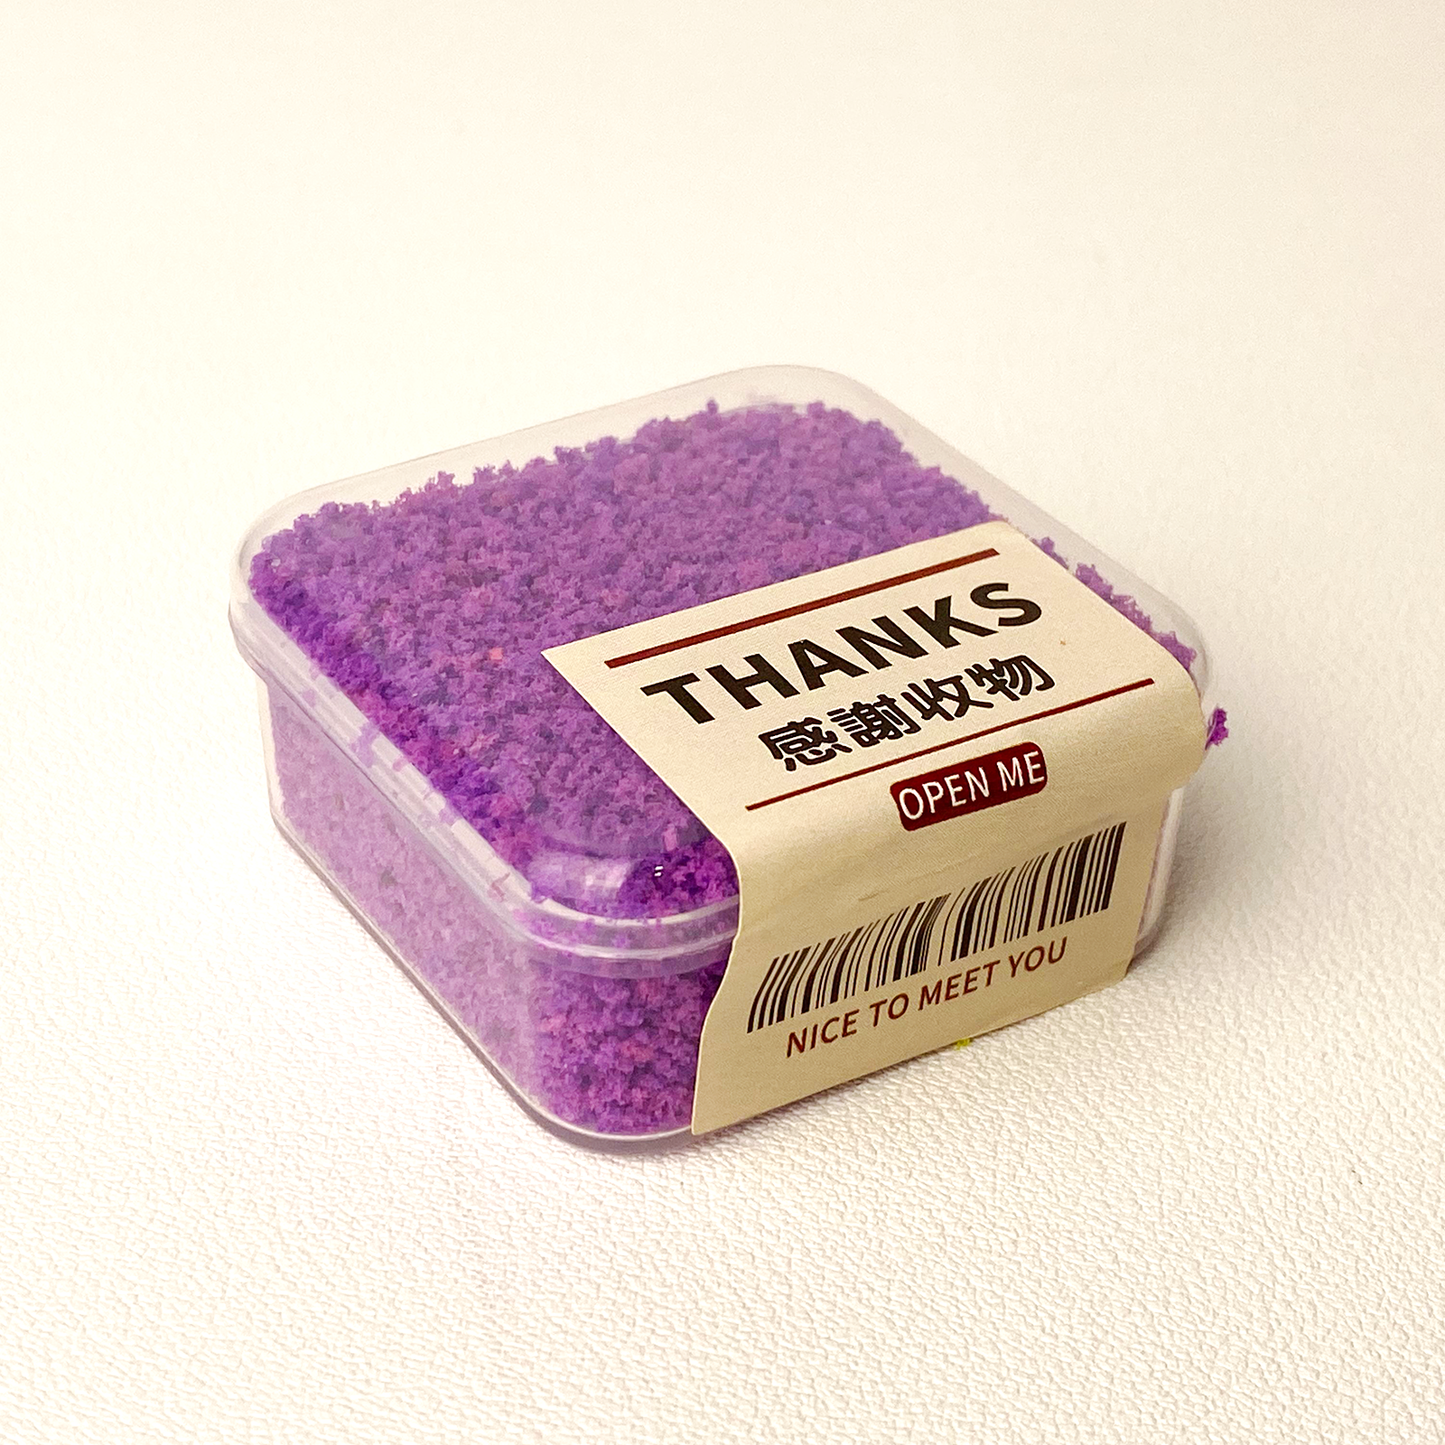 THANKS
感謝收物
OPEN ME
NICE TO MEET YOU